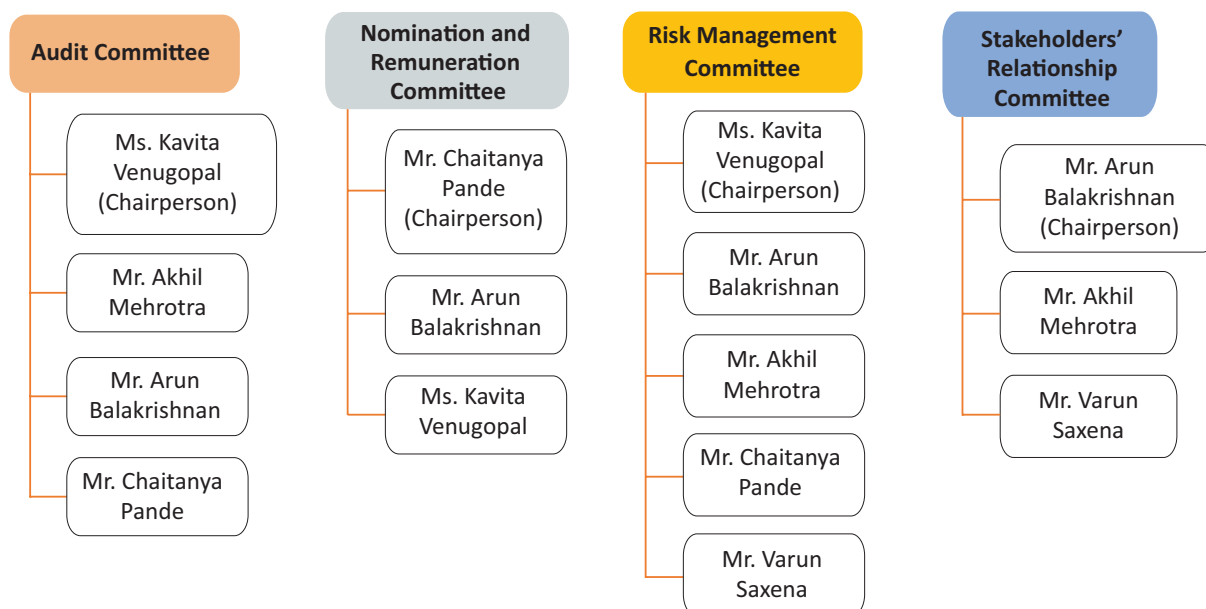 Audit Committee
Ms. Kavita
Venugopal
(Chairperson)
Mr. Akhil
Mehrotra
Mr. Arun
Balakrishnan
Mr. Chaitanya
Pande
Nomination and
Remuneration
Committee
Mr. Chaitanya
Pande
(Chairperson)
Mr. Arun
Balakrishnan
Ms. Kavita
Venugopal
Risk Management
Committee
Ms. Kavita
Venugopal
(Chairperson)
Mr. Arun
Balakrishnan
Mr. Akhil
Mehrotra
Mr. Chaitanya
Pande
Mr. Varun
Saxena
Stakeholders’
Relationship
Committee
Mr. Arun
Balakrishnan
(Chairperson)
Mr. Akhil
Mehrotra
Mr. Varun
Saxena